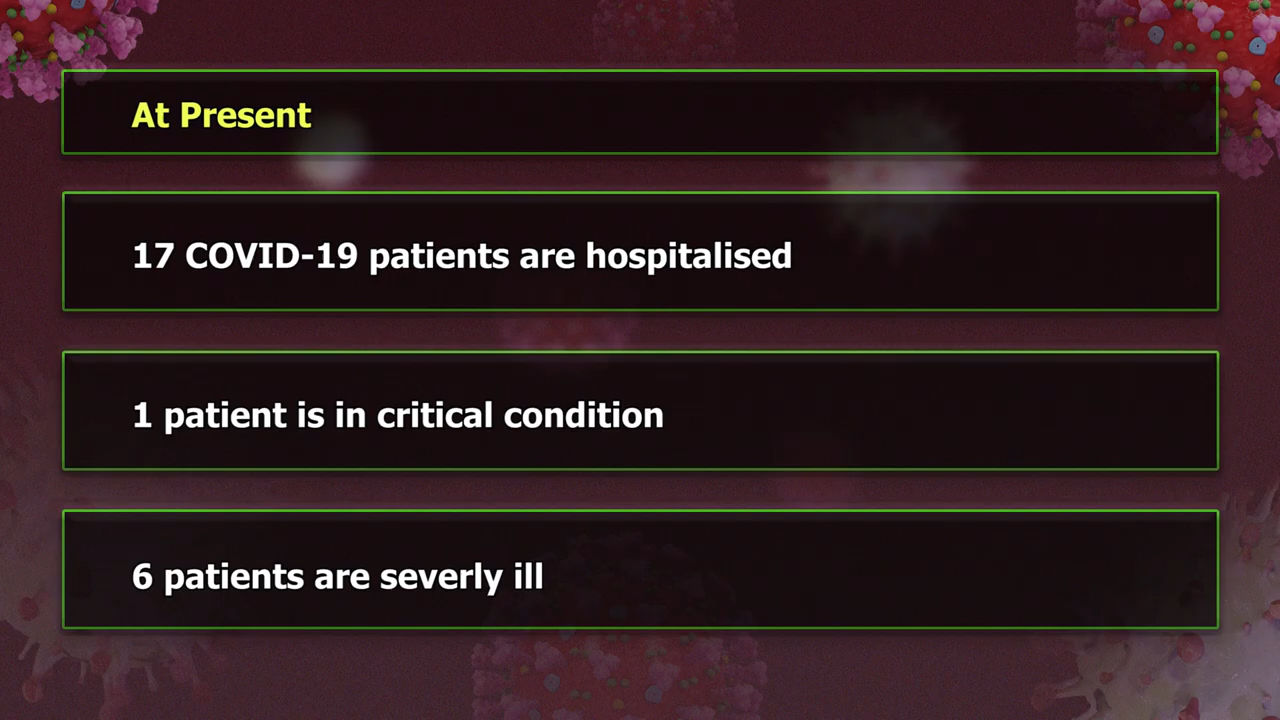 At Present
17 COVID-19 patients are hospitalised
1 patient is in critical condition
6 patients are severly ill